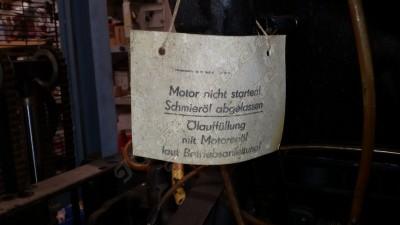 Motor nicht starten!
Schmieröl abgelassen
Ölauffüllung
mit Motorenöl
laut Betriebsanleitung!